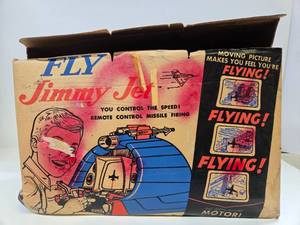 FLY
Jimmy Jet
YOU CONTROL THE SPEED!
REMOTE CONTROL MISSILE FIRING
MOVING PICTURE
MAKES YOU FEEL YOU'RE
FLYING!
FLYING!
FLYING!
MOTOR!